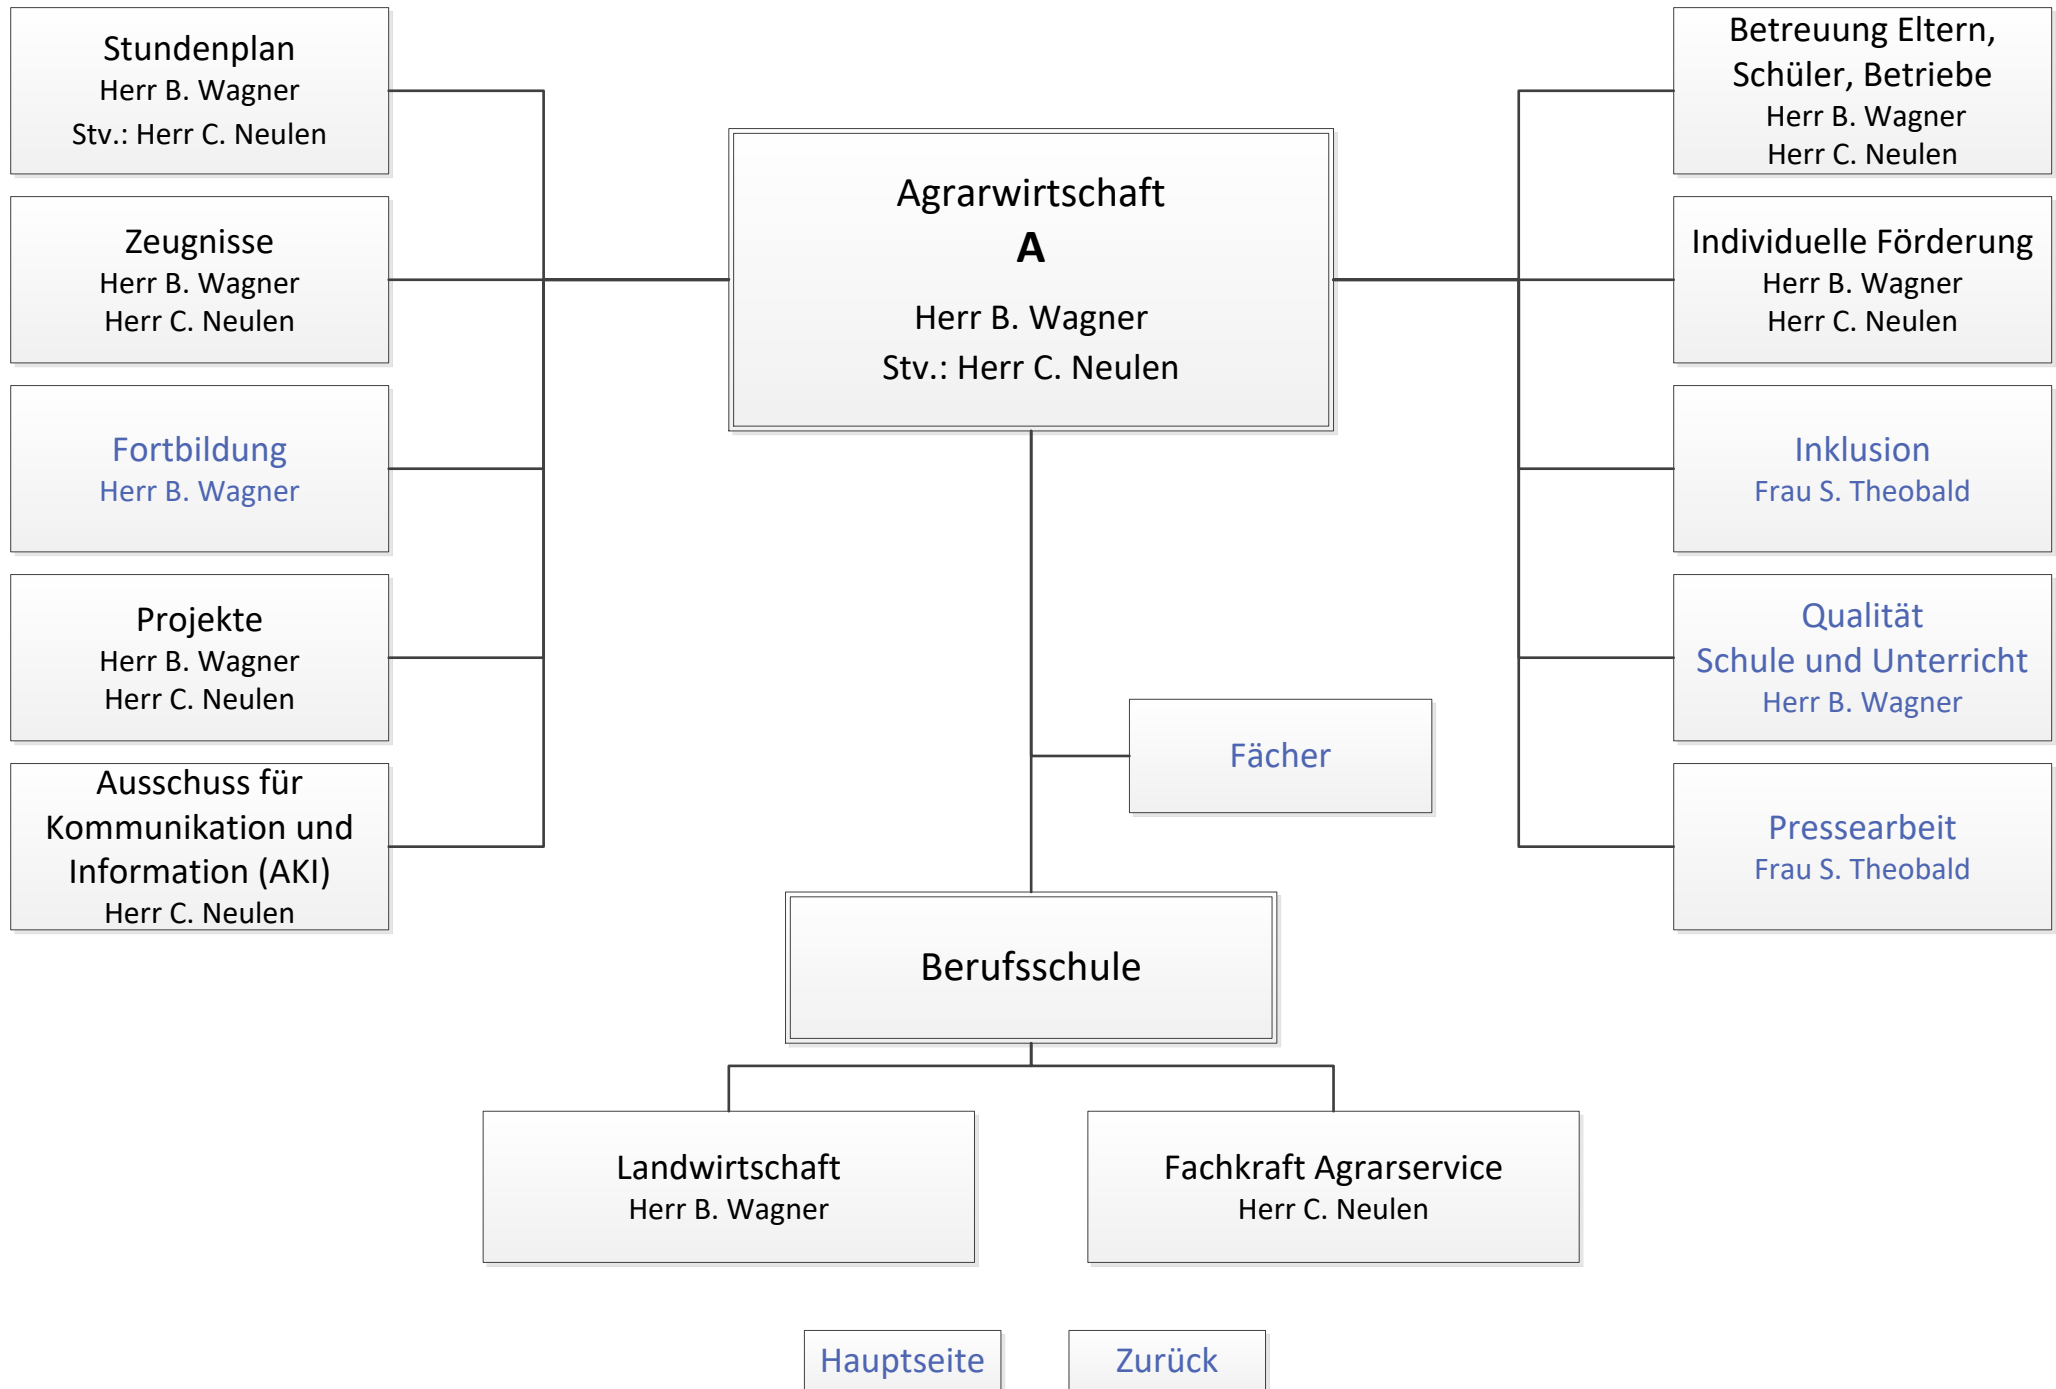 Stundenplan
Herr B. Wagner
Stv.: Herr C. Neulen
Zeugnisse
Herr B. Wagner
Herr C. Neulen
Fortbildung
Herr B. Wagner
Projekte
Herr B. Wagner
Herr C. Neulen
Ausschuss für
Kommunikation und
Information (AKI)
Herr C. Neulen
Agrarwirtschaft
A
Herr B. Wagner
Stv.: Herr C. Neulen
Betreuung Eltern,
Schüler, Betriebe
Herr B. Wagner
Herr C. Neulen
Individuelle Förderung
Herr B. Wagner
Herr C. Neulen
Inklusion
Frau S. Theobald
Qualität
Schule und Unterricht
Herr B. Wagner
Pressearbeit
Frau S. Theobald
Fächer
Berufsschule
Landwirtschaft
Herr B. Wagner
Fachkraft Agrarservice
Herr C. Neulen
Hauptseite
Zurück